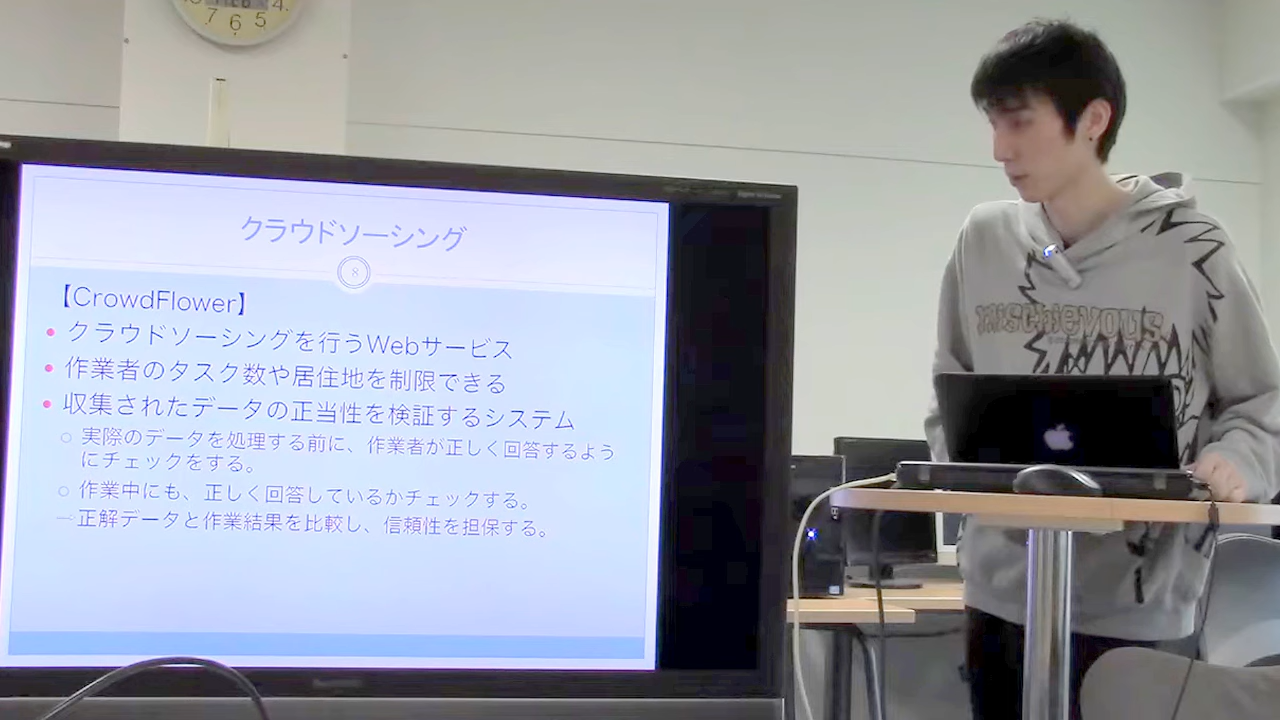 7 6 5 4
クラウドソーシング
8
【CrowdFlower】
• クラウドソーシングを行うWebサービス
• 作業者のタスク数や居住地を制限できる
• 収集されたデータの正当性を検証するシステム
○ 実際のデータを処理する前に、作業者が正しく回答するよう
にチェックをする。
○ 作業中にも、正しく回答しているかチェックする。
→ 正解データと作業結果を比較し、信頼性を担保する。
mischievous